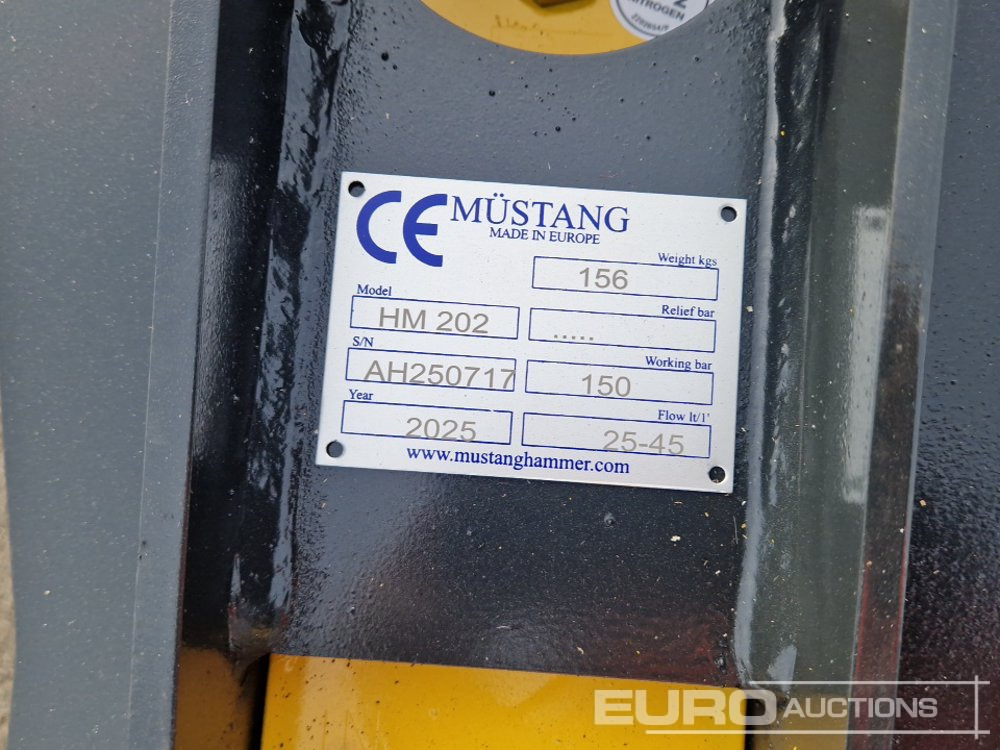 NITROGEN
CE MÜSTANG
MADE IN EUROPE
Weight kgs
156
Model
HM 202
Relief bar
.....
S/N
AH250717
Working bar
150
Year
2025
Flow lt/1'
25-45
www.mustanghammer.com
EURO AUCTIONS